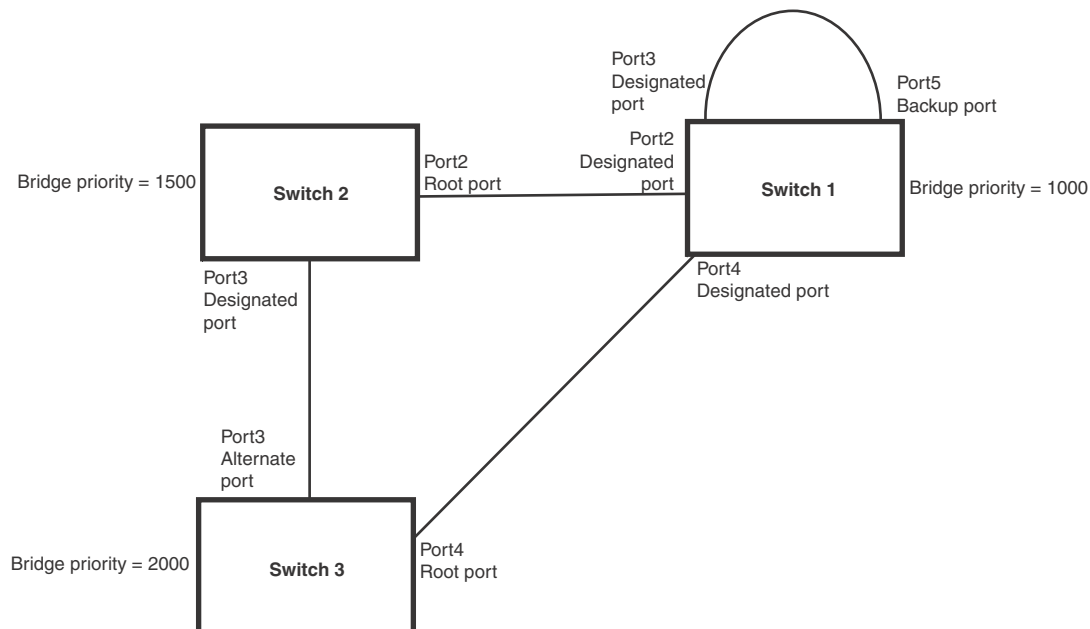 Port3
Designated
port
Port5
Backup port
Bridge priority = 1500
Switch 2
Port2
Root port
Port2
Designated
port
Switch 1
Bridge priority = 1000
Port3
Designated
port
Port4
Designated port
Port3
Alternate
port
Bridge priority = 2000
Switch 3
Port4
Root port